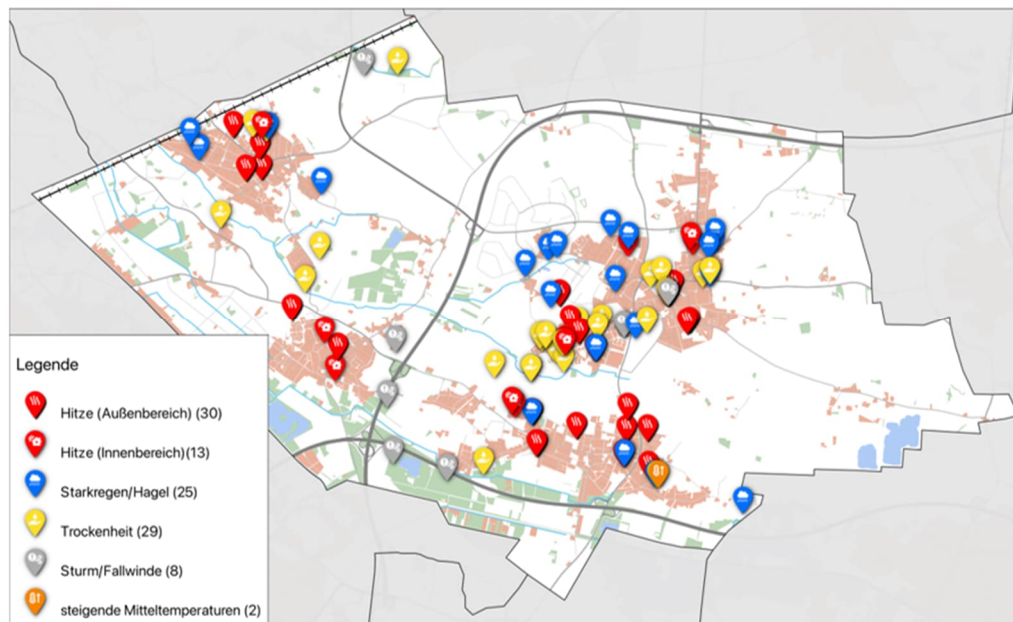 Legende
Hitze (Außenbereich) (30)
Hitze (Innenbereich)(13)
Starkregen/Hagel (25)
Trockenheit (29)
Sturm/Fallwinde (8)
steigende Mitteltemperaturen (2)